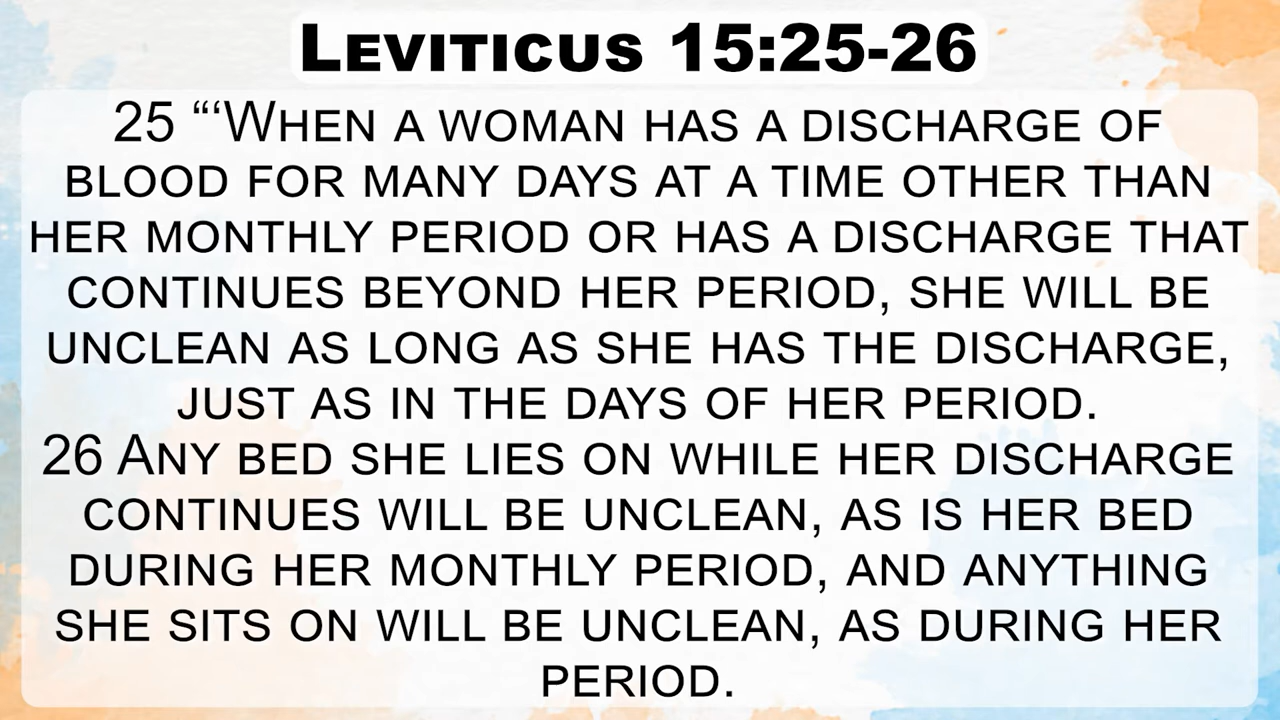 Leviticus 15:25-26
25 “‘When a woman has a discharge of
blood for many days at a time other than
her monthly period or has a discharge that
continues beyond her period, she will be
unclean as long as she has the discharge,
just as in the days of her period.
26 Any bed she lies on while her discharge
continues will be unclean, as is her bed
during her monthly period, and anything
she sits on will be unclean, as during her
period.